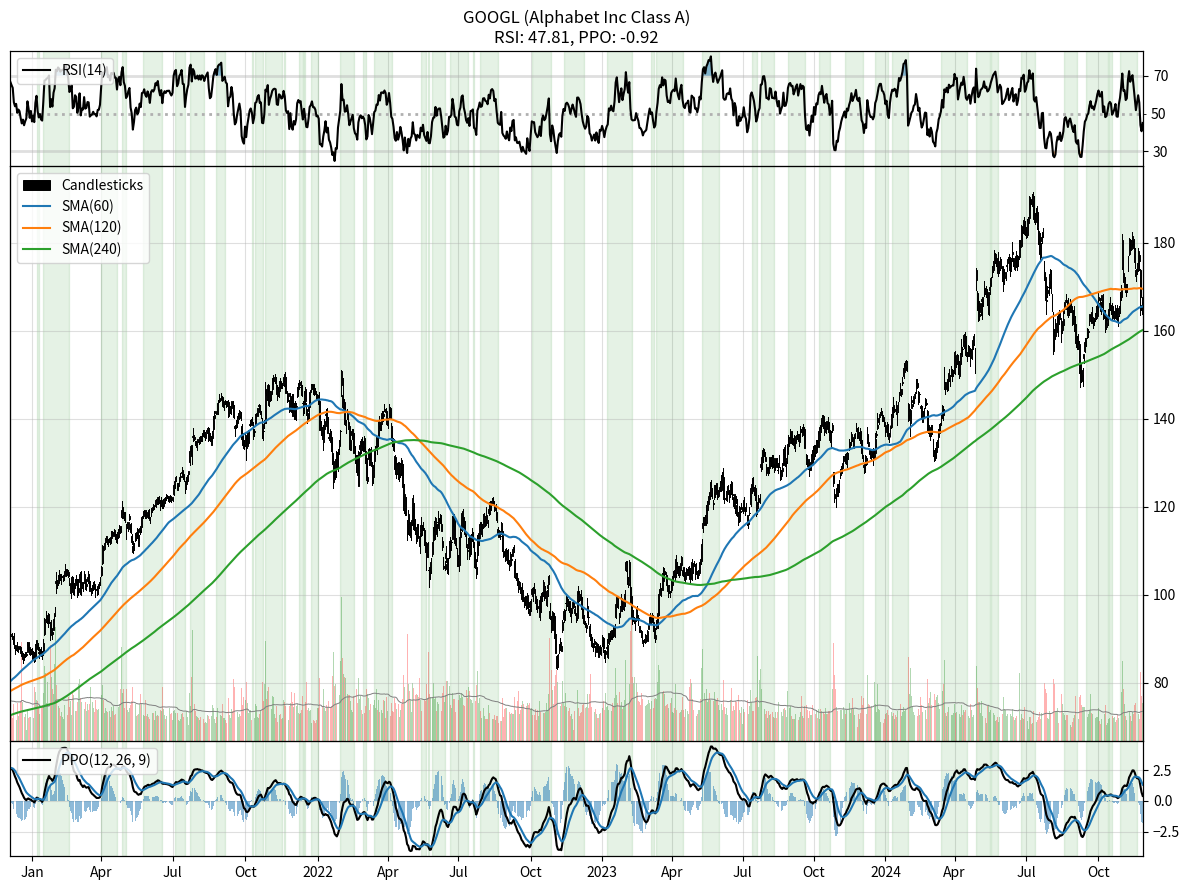 GOOGL (Alphabet Inc Class A)
RSI: 47.81, PPO: -0.92
RSI(14)
70
50
30
Candlesticks
SMA(60)
SMA(120)
SMA(240)
180
160
140
120
100
80
PPO(12, 26, 9)
2.5
0.0
−2.5
Jan Apr Jul Oct 2022 Apr Jul Oct 2023 Apr Jul Oct 2024 Apr Jul Oct